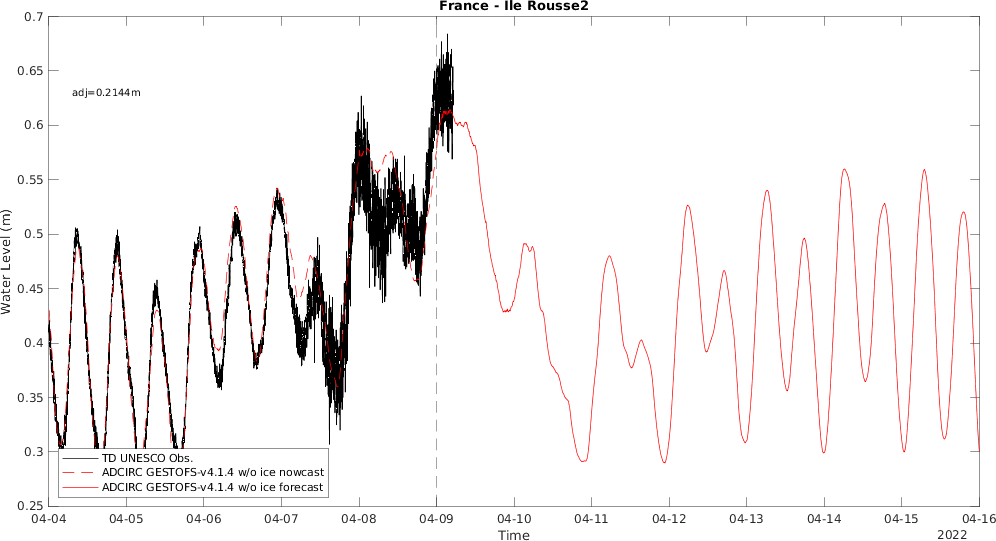 France - Ile Rousse2
0.7
0.65
0.6
0.55
0.5
0.45
0.4
0.35
0.3
0.25
Water Level (m)
adj=0.2144m
TD UNESCO Obs.
ADCIRC GESTOFS-v4.1.4 w/o ice nowcast
ADCIRC GESTOFS-v4.1.4 w/o ice forecast
04-04 04-05 04-06 04-07 04-08 04-09 04-10 04-11 04-12 04-13 04-14 04-15 04-16
Time
2022